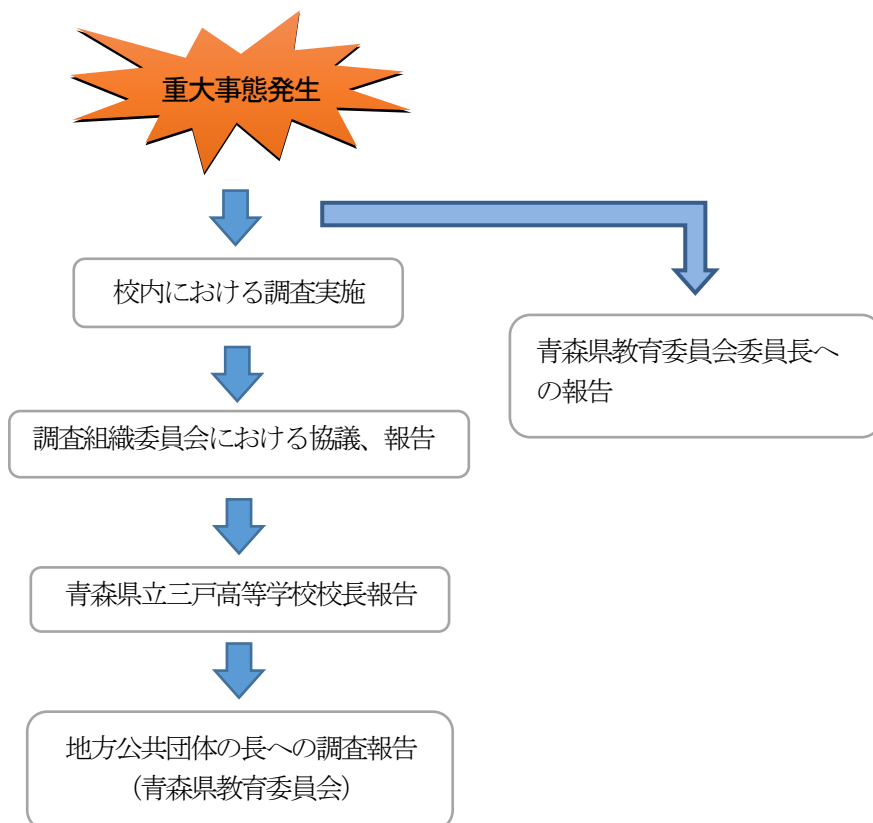 重大事態発生
校内における調査実施
青森県教育委員会委員長へ
の報告
調査組織委員会における協議、報告
青森県立三戸高等学校校長報告
地方公共団体の長への調査報告
（青森県教育委員会）